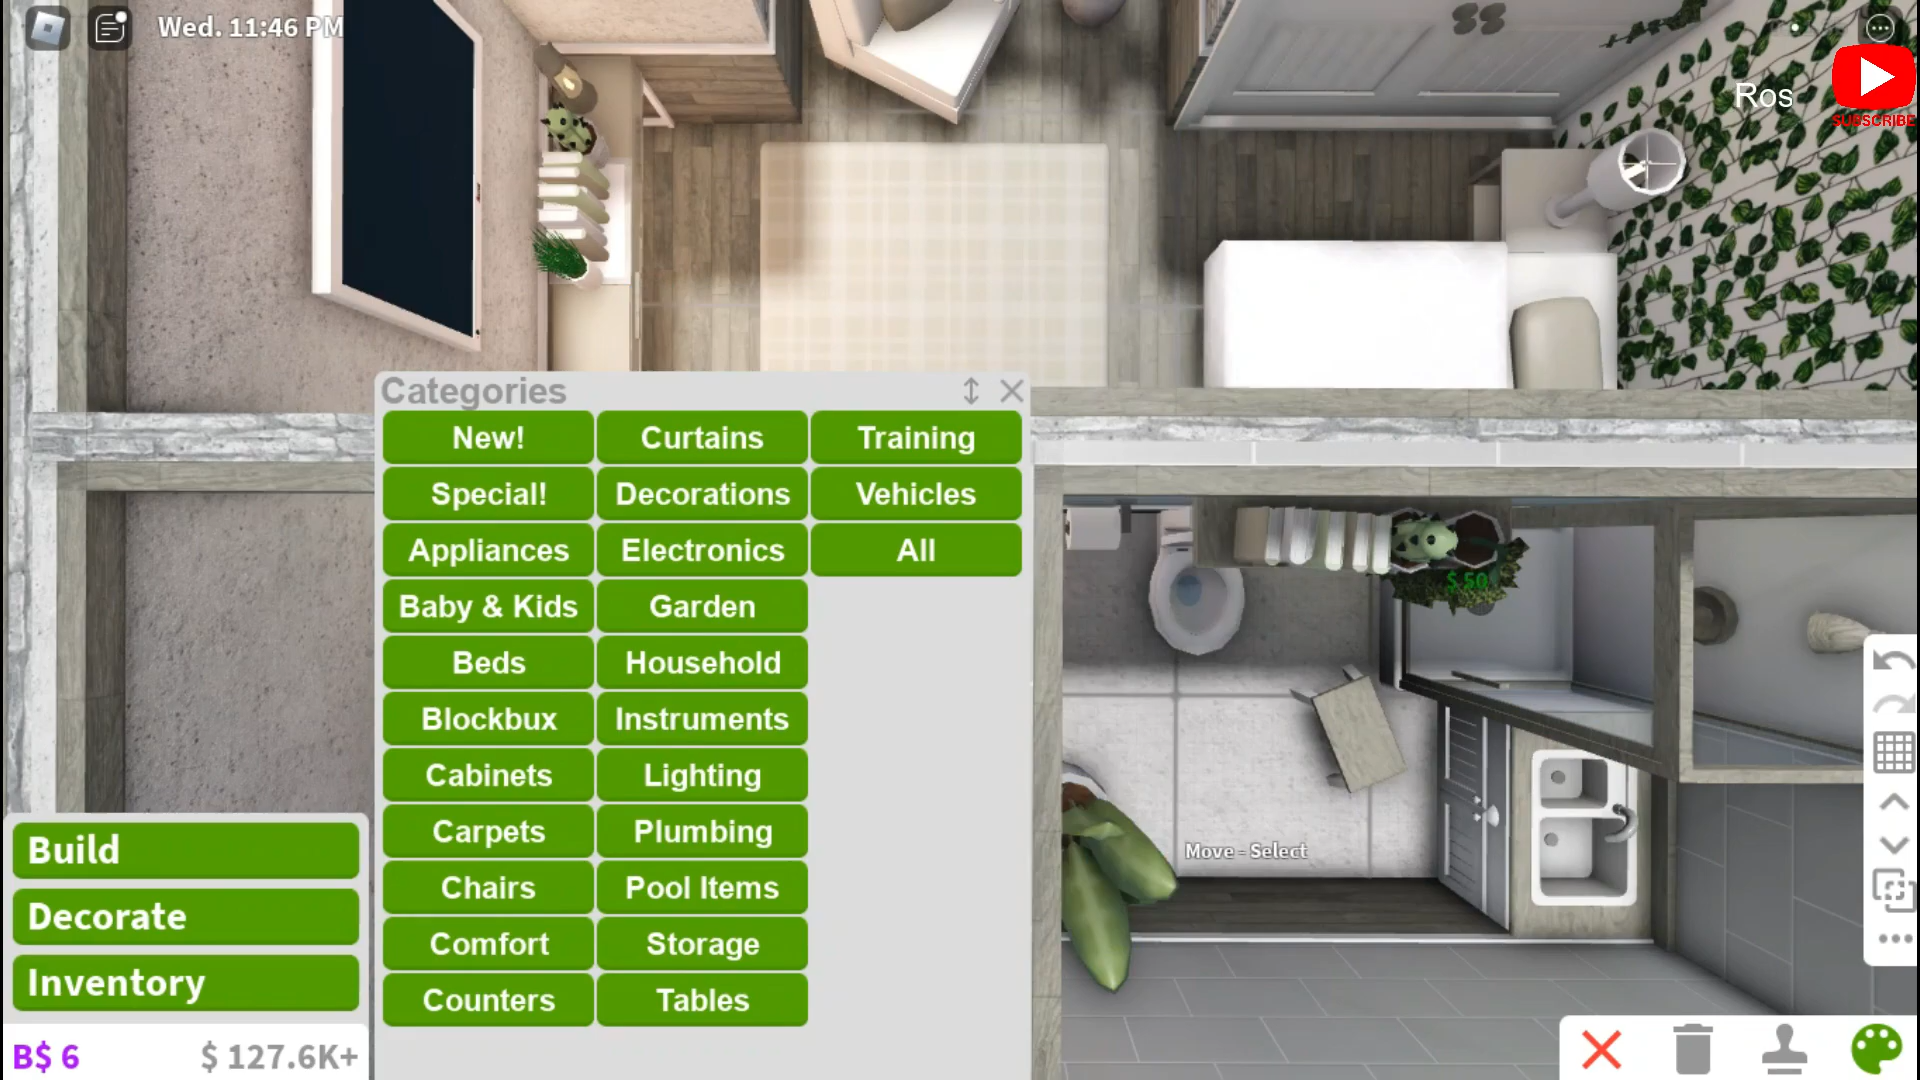 Wed. 11:46 PM
Ros
SUBSCRIBE
Categories
New!
Curtains
Training
Special!
Decorations
Vehicles
Appliances
Electronics
All
Baby & Kids
Garden
Beds
Household
Blockbux
Instruments
Cabinets
Lighting
Carpets
Plumbing
Chairs
Pool Items
Comfort
Storage
Counters
Tables
$ 50
Move - Select
Build
Decorate
Inventory
B$ 6
$ 127.6K+